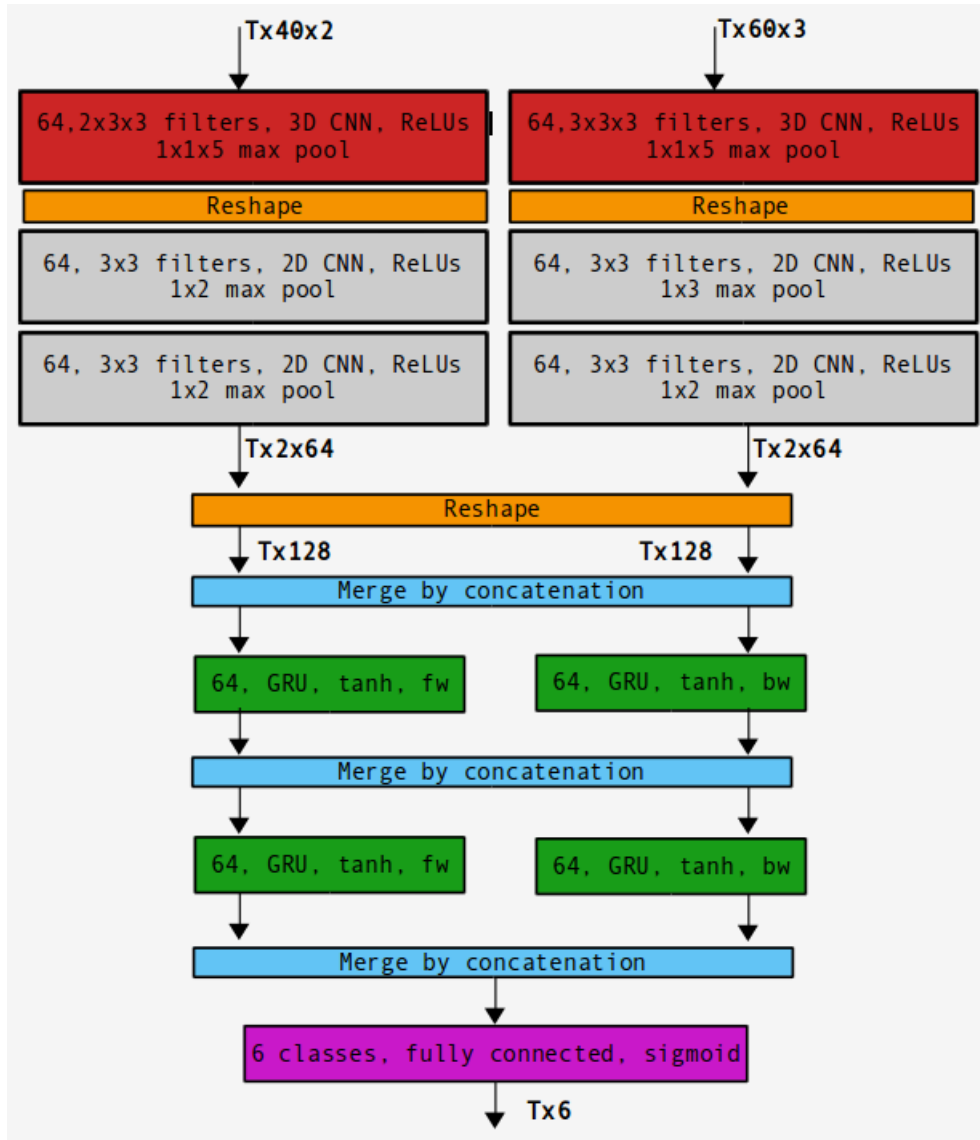 Tx40x2
Tx60x3
64,2x3x3 filters, 3D CNN, ReLUs
1x1x5 max pool
64,3x3x3 filters, 3D CNN, ReLUs
1x1x5 max pool
Reshape
Reshape
64, 3x3 filters, 2D CNN, ReLUs
1x2 max pool
64, 3x3 filters, 2D CNN, ReLUs
1x3 max pool
64, 3x3 filters, 2D CNN, ReLUs
1x2 max pool
64, 3x3 filters, 2D CNN, ReLUs
1x2 max pool
Tx2x64
Tx2x64
Reshape
Tx128
Tx128
Merge by concatenation
64, GRU, tanh, fw
64, GRU, tanh, bw
Merge by concatenation
64, GRU, tanh, fw
64, GRU, tanh, bw
Merge by concatenation
6 classes, fully connected, sigmoid
Tx6